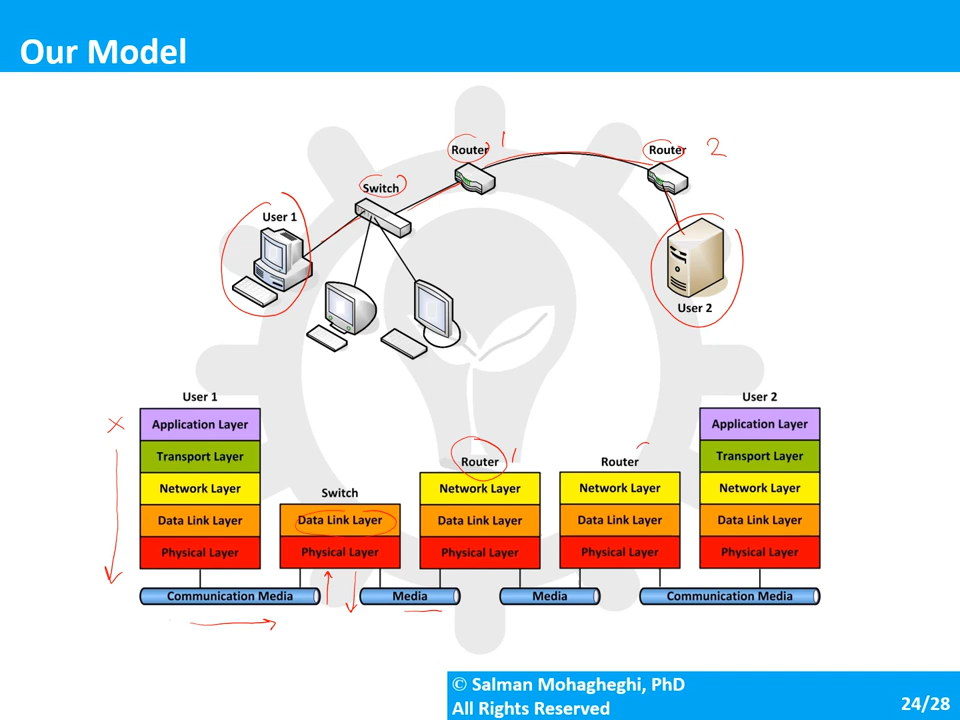 Our Model
Router 1
Router 2
Switch
User 1
User 2
User 1
User 2
Application Layer
Application Layer
Transport Layer
Router 1
Router
Transport Layer
Network Layer
Switch
Network Layer
Network Layer
Network Layer
Data Link Layer
Data Link Layer
Data Link Layer
Data Link Layer
Data Link Layer
Physical Layer
Physical Layer
Physical Layer
Physical Layer
Physical Layer
Communication Media
Media
Media
Communication Media
© Salman Mohagheghi, PhD
All Rights Reserved
24/28